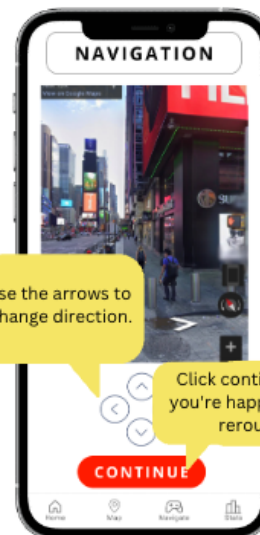 NAVIGATION
View on Google Maps
se the arrows to
hange direction.
Click conti
you're happ
rerou
CONTINUE
Home
Map
Navigate
Stats